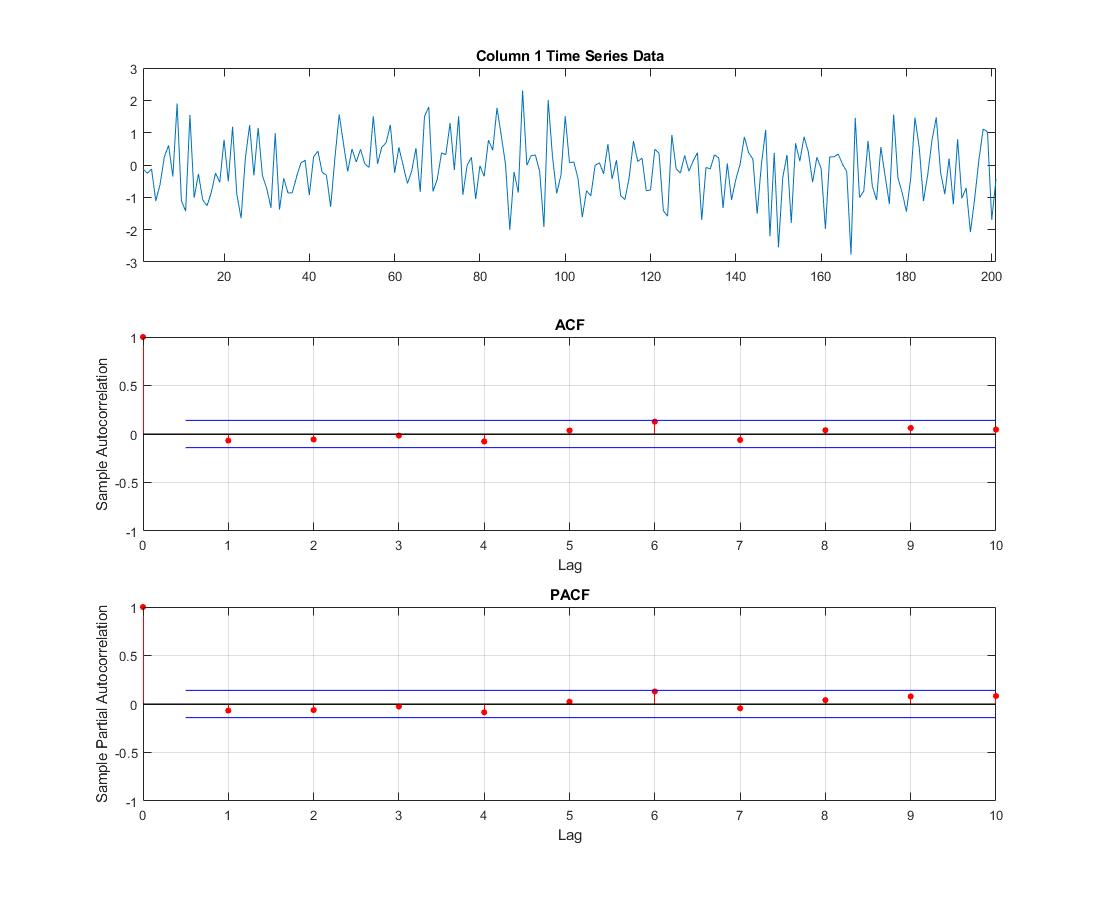 Column 1 Time Series Data
3
2
1
0
-1
-2
-3
20 40 60 80 100 120 140 160 180 200
ACF
Sample Autocorrelation
1
0.5
0
-0.5
-1
0 1 2 3 4 5 6 7 8 9 10
Lag
PACF
Sample Partial Autocorrelation
1
0.5
0
-0.5
-1
0 1 2 3 4 5 6 7 8 9 10
Lag